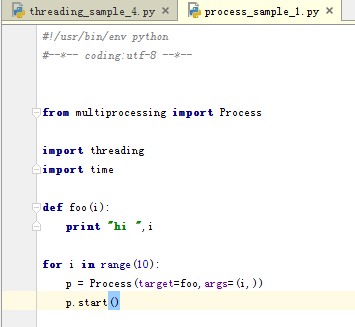 threading_sample_4.py × process_sample_1.py ×
#!/usr/bin/env python
#--*-- coding:utf-8 --*--
from multiprocessing import Process
import threading
import time
def foo(i):
    print "hi ",i
for i in range(10):
    p = Process(target=foo,args=(i,))
    p.start()